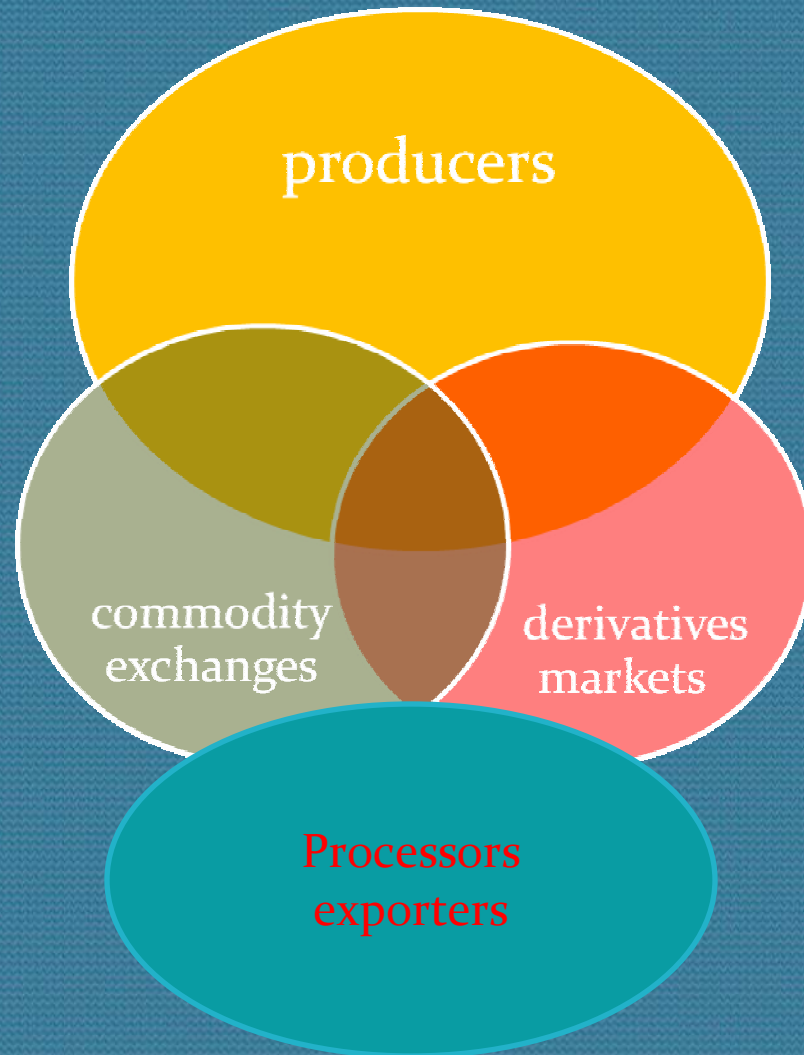 producers
commodity
exchanges
derivatives
markets
Processors
exporters